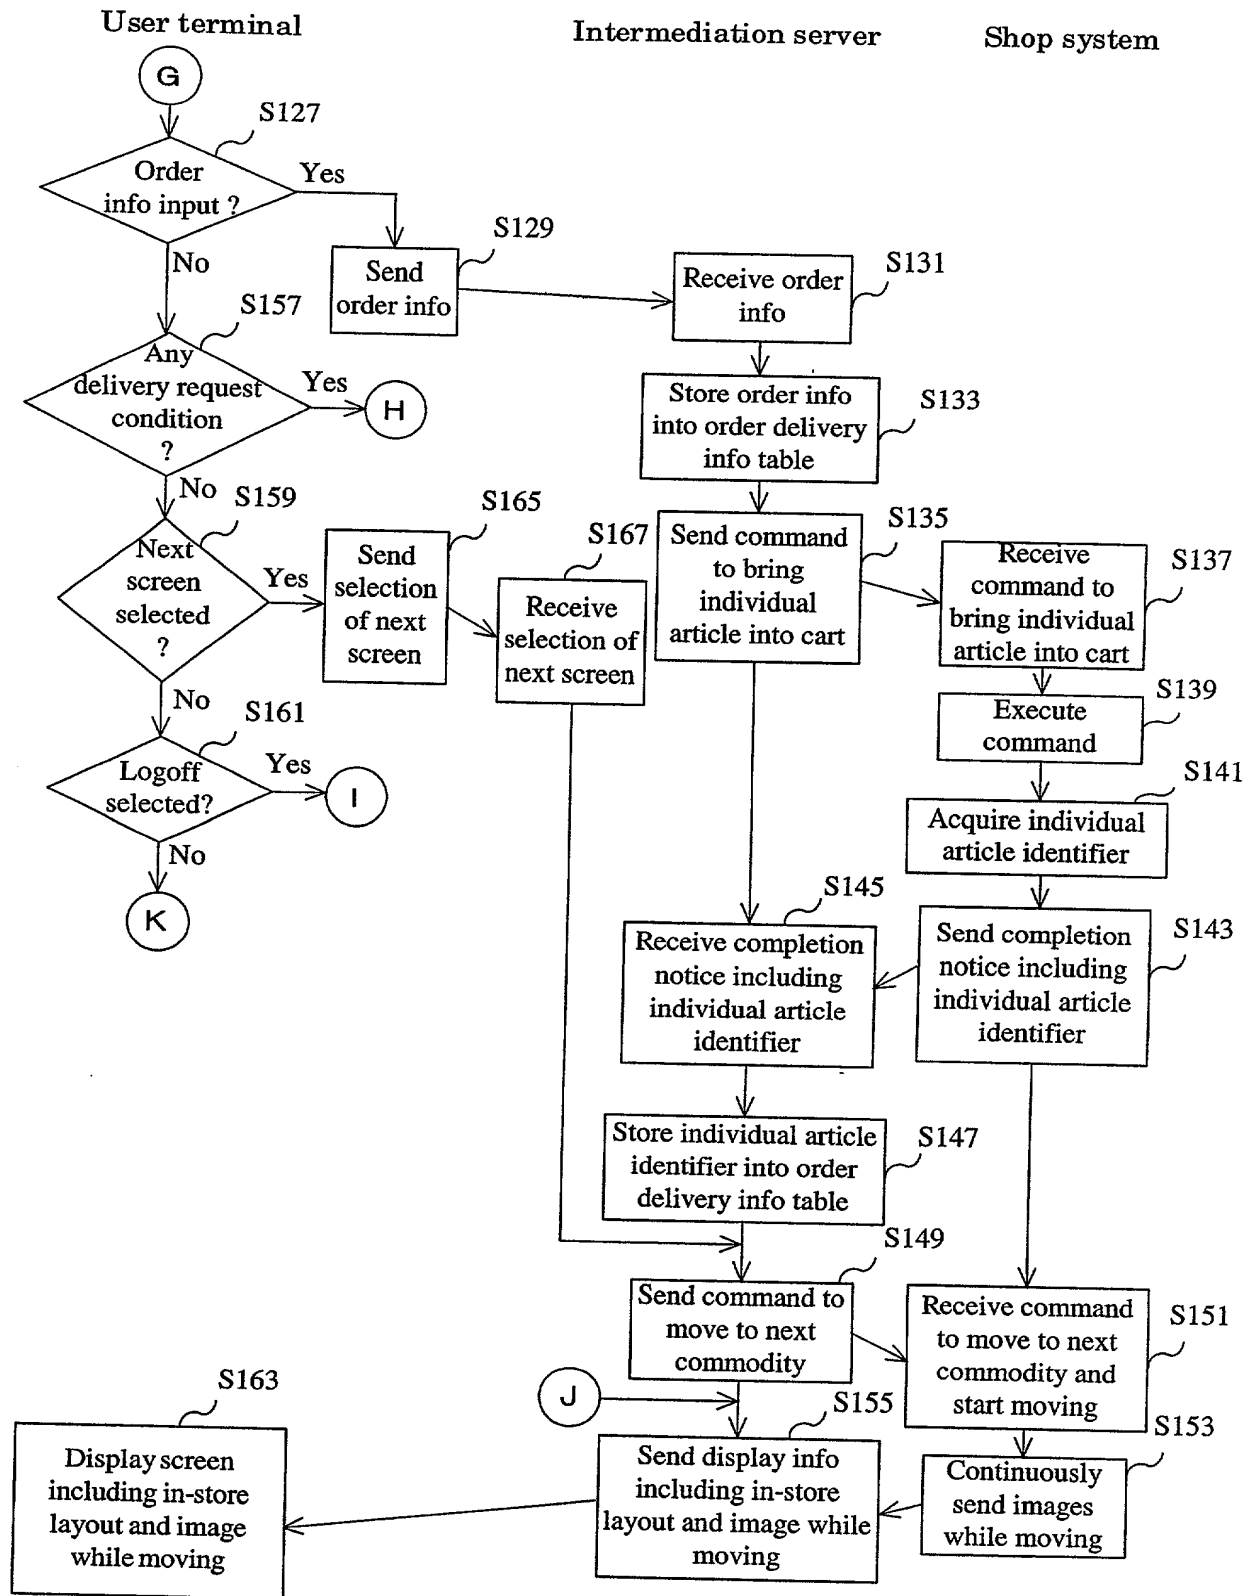 User terminal
Intermediation server
Shop system
G
S127
Order
info input ?
Yes
No
S129
Send
order info
S131
Receive order
info
S157
Any
delivery request
condition
?
Yes
H
No
S133
Store order info
into order delivery
info table
S159
Next
screen
selected
?
Yes
No
S165
Send
selection
of next
screen
S167
Receive
selection of
next screen
S135
Send command
to bring
individual
article into cart
S137
Receive
command to
bring individual
article into cart
S139
Execute
command
S161
Logoff
selected?
Yes
I
No
K
S141
Acquire individual
article identifier
S145
Receive completion
notice including
individual article
identifier
S143
Send completion
notice including
individual article
identifier
S147
Store individual article
identifier into order
delivery info table
S149
Send command to
move to next
commodity
S151
Receive command
to move to next
commodity and
start moving
J
S163
Display screen
including in-store
layout and image
while moving
S155
Send display info
including in-store
layout and image while
moving
S153
Continuously
send images
while moving